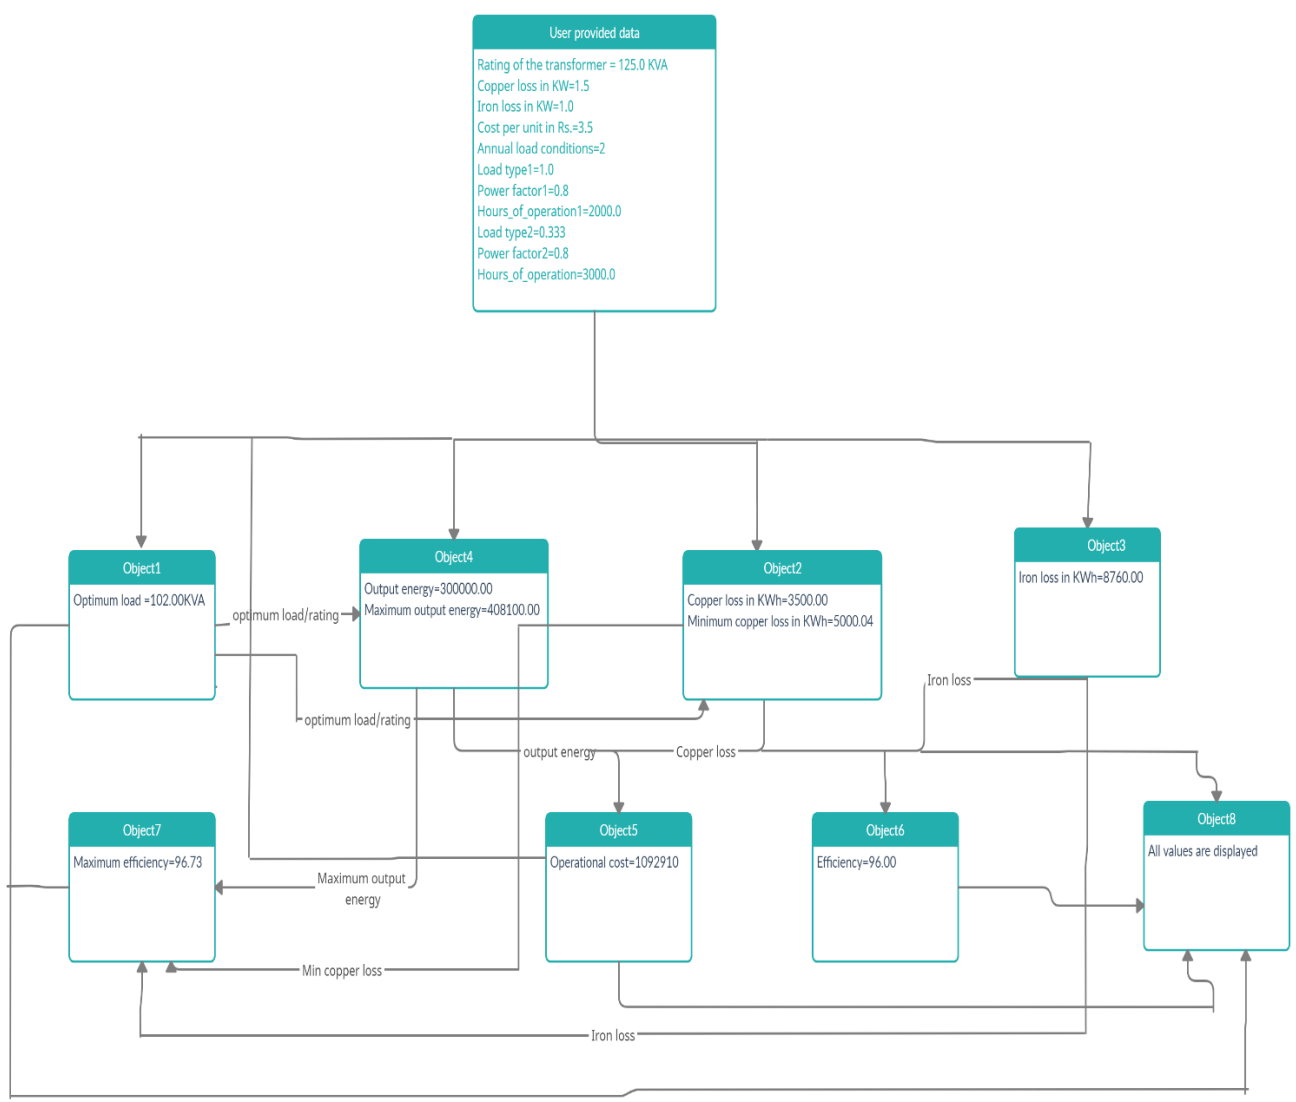 User provided data
Rating of the transformer = 125.0 KVA
Copper loss in KW=1.5
Iron loss in KW=1.0
Cost per unit in Rs.=3.5
Annual load conditions=2
Load type1=1.0
Power factor1=0.8
Hours_of_operation1=2000.0
Load type2=0.333
Power factor2=0.8
Hours_of_operation=3000.0
Object1
Optimum load =102.00KVA
optimum load/rating
Object4
Output energy=300000.00
Maximum output energy=408100.00
Object2
Copper loss in KWh=3500.00
Minimum copper loss in KWh=5000.04
Object3
Iron loss in KWh=8760.00
Iron loss
optimum load/rating
output energy
Copper loss
Object7
Maximum efficiency=96.73
Maximum output
energy
Object5
Operational cost=1092910
Object6
Efficiency=96.00
Object8
All values are displayed
Min copper loss
Iron loss